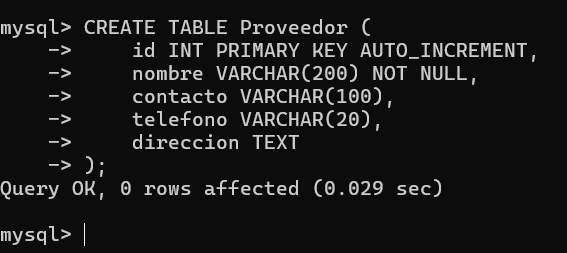 mysql> CREATE TABLE Proveedor (
    ->     id INT PRIMARY KEY AUTO_INCREMENT,
    ->     nombre VARCHAR(200) NOT NULL,
    ->     contacto VARCHAR(100),
    ->     telefono VARCHAR(20),
    ->     direccion TEXT
    -> );
Query OK, 0 rows affected (0.029 sec)

mysql>